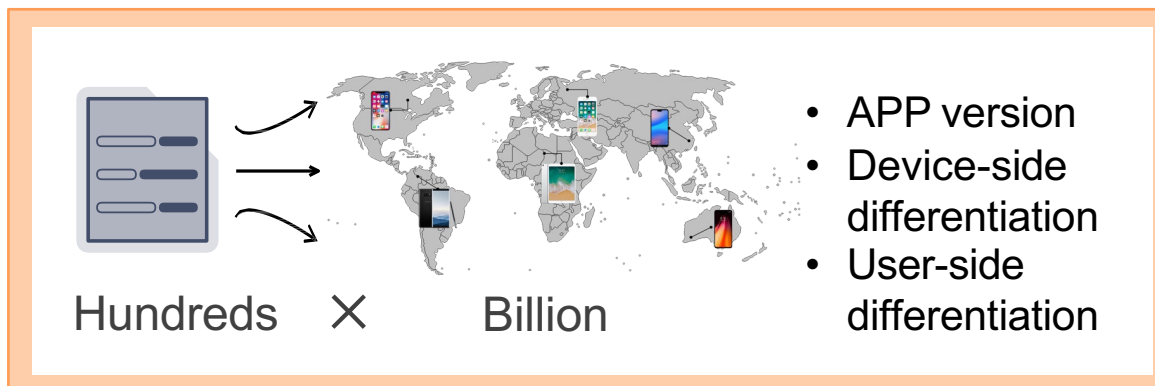 • APP version
• Device-side
differentiation
• User-side
differentiation
Hundreds × Billion